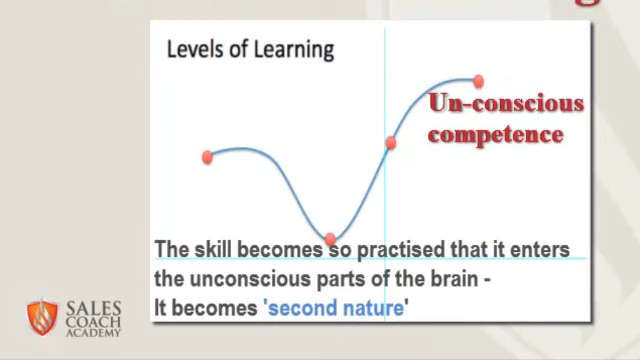 Levels of Learning
Un-conscious
competence
The skill becomes so practised that it enters
the unconscious parts of the brain -
It becomes 'second nature'
SALES
COACH
ACADEMY